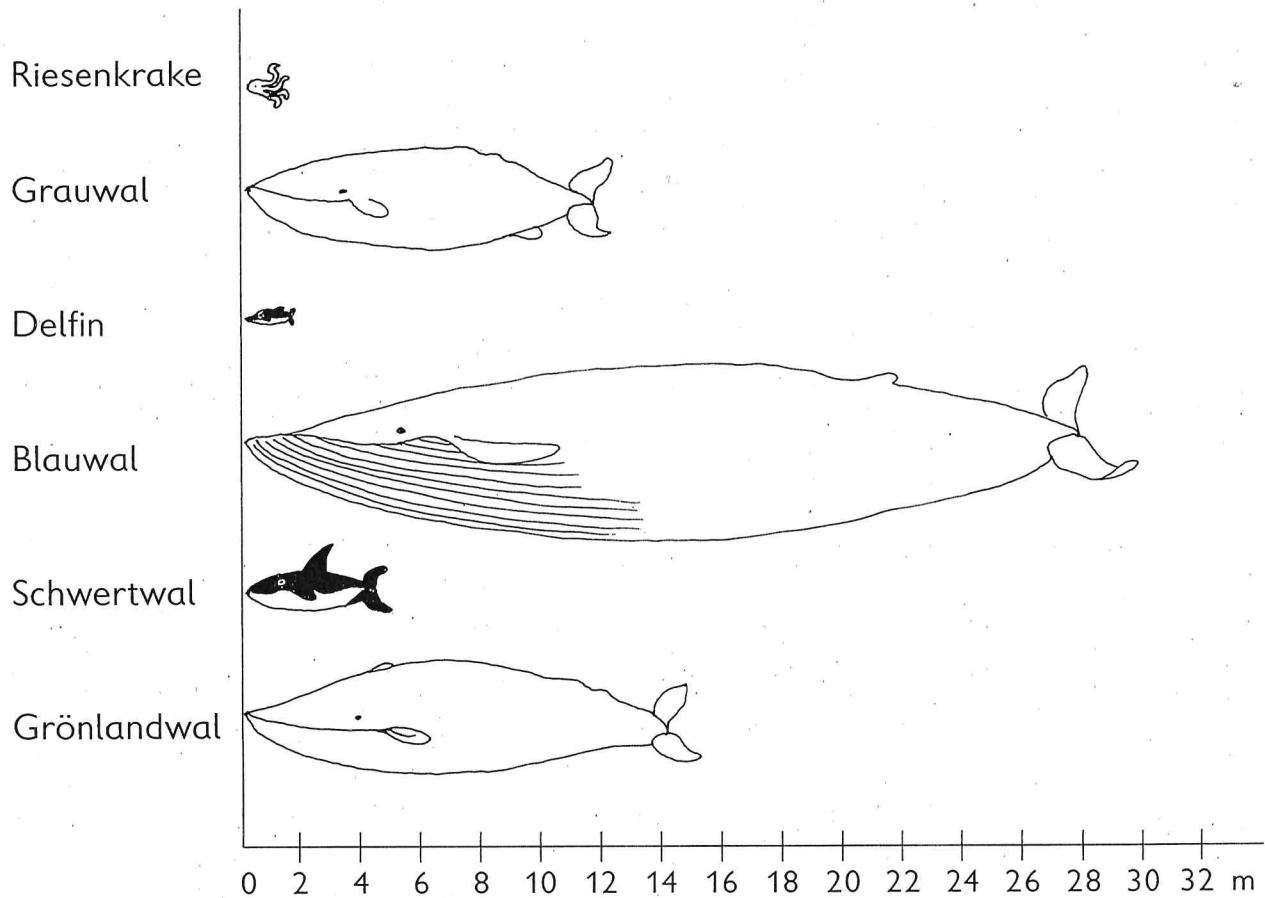 Riesenkrake
Grauwal
Delfin
Blauwal
Schwertwal
Grönlandwal
0 2 4 6 8 10 12 14 16 18 20 22 24 26 28 30 32 m